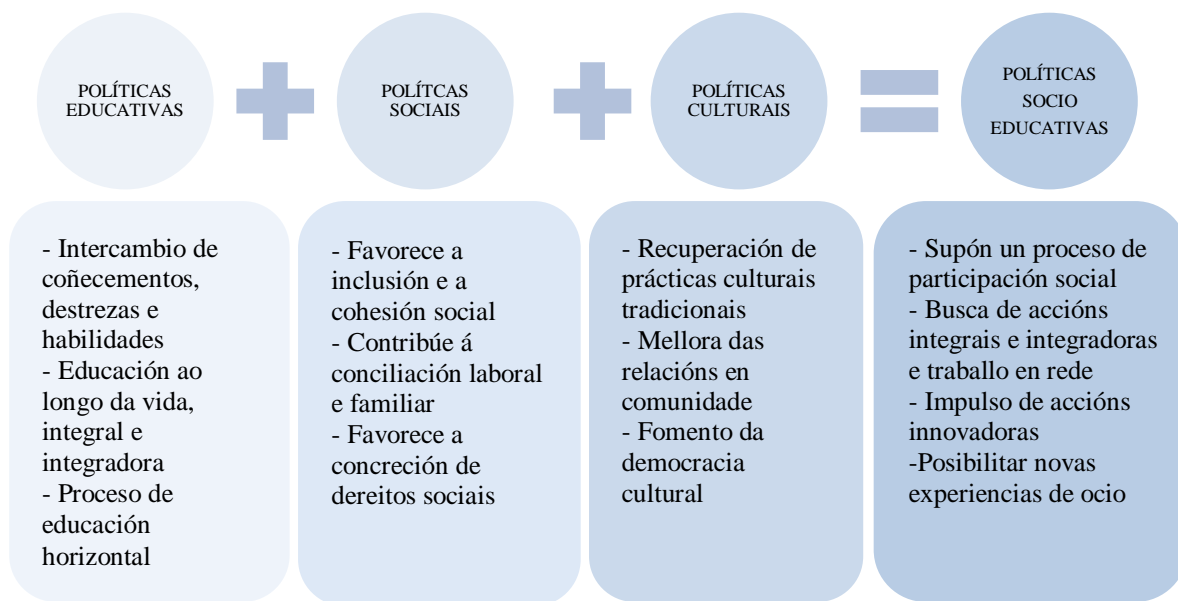 POLÍTICAS
EDUCATIVAS
POLÍTCAS
SOCIAIS
POLÍTICAS
CULTURAIS
POLÍTICAS
SOCIO
EDUCATIVAS
- Intercambio de
coñecementos,
destrezas e
habilidades
- Educación ao
longo da vida,
integral e
integradora
- Proceso de
educación
horizontal
- Favorece a
inclusión e a
cohesión social
- Contribúe á
conciliación laboral
e familiar
- Favorece a
concreción de
dereitos sociais
- Recuperación de
prácticas culturais
tradicionais
- Mellora das
relacións en
comunidade
- Fomento da
democracia
cultural
- Supón un proceso de
participación social
- Busca de accións
integrais e integradoras
e traballo en rede
- Impulso de accións
innovadoras
-Posibilitar novas
experiencias de ocio